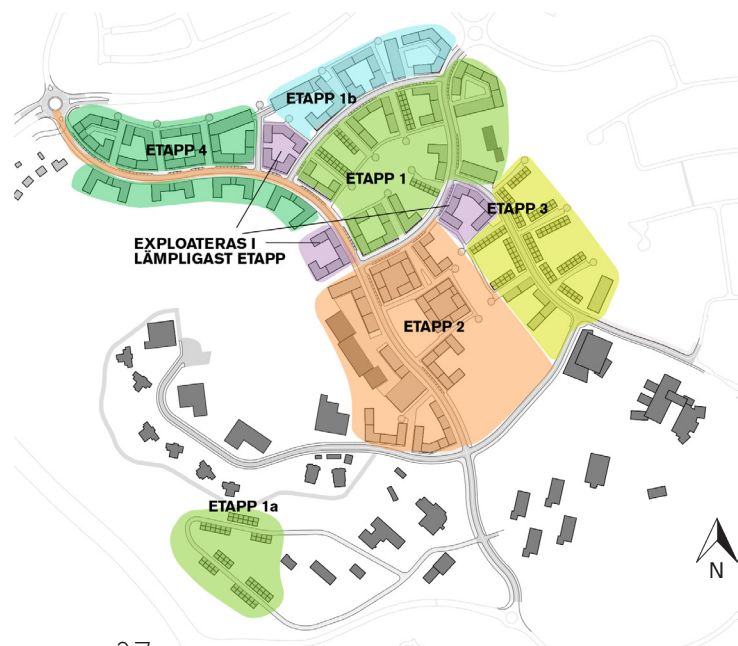 ETAPP 1b
ETAPP 4
ETAPP 1
ETAPP 3
EXPLOATERAS I
LÄMPLIGAST ETAPP
ETAPP 2
ETAPP 1a
N